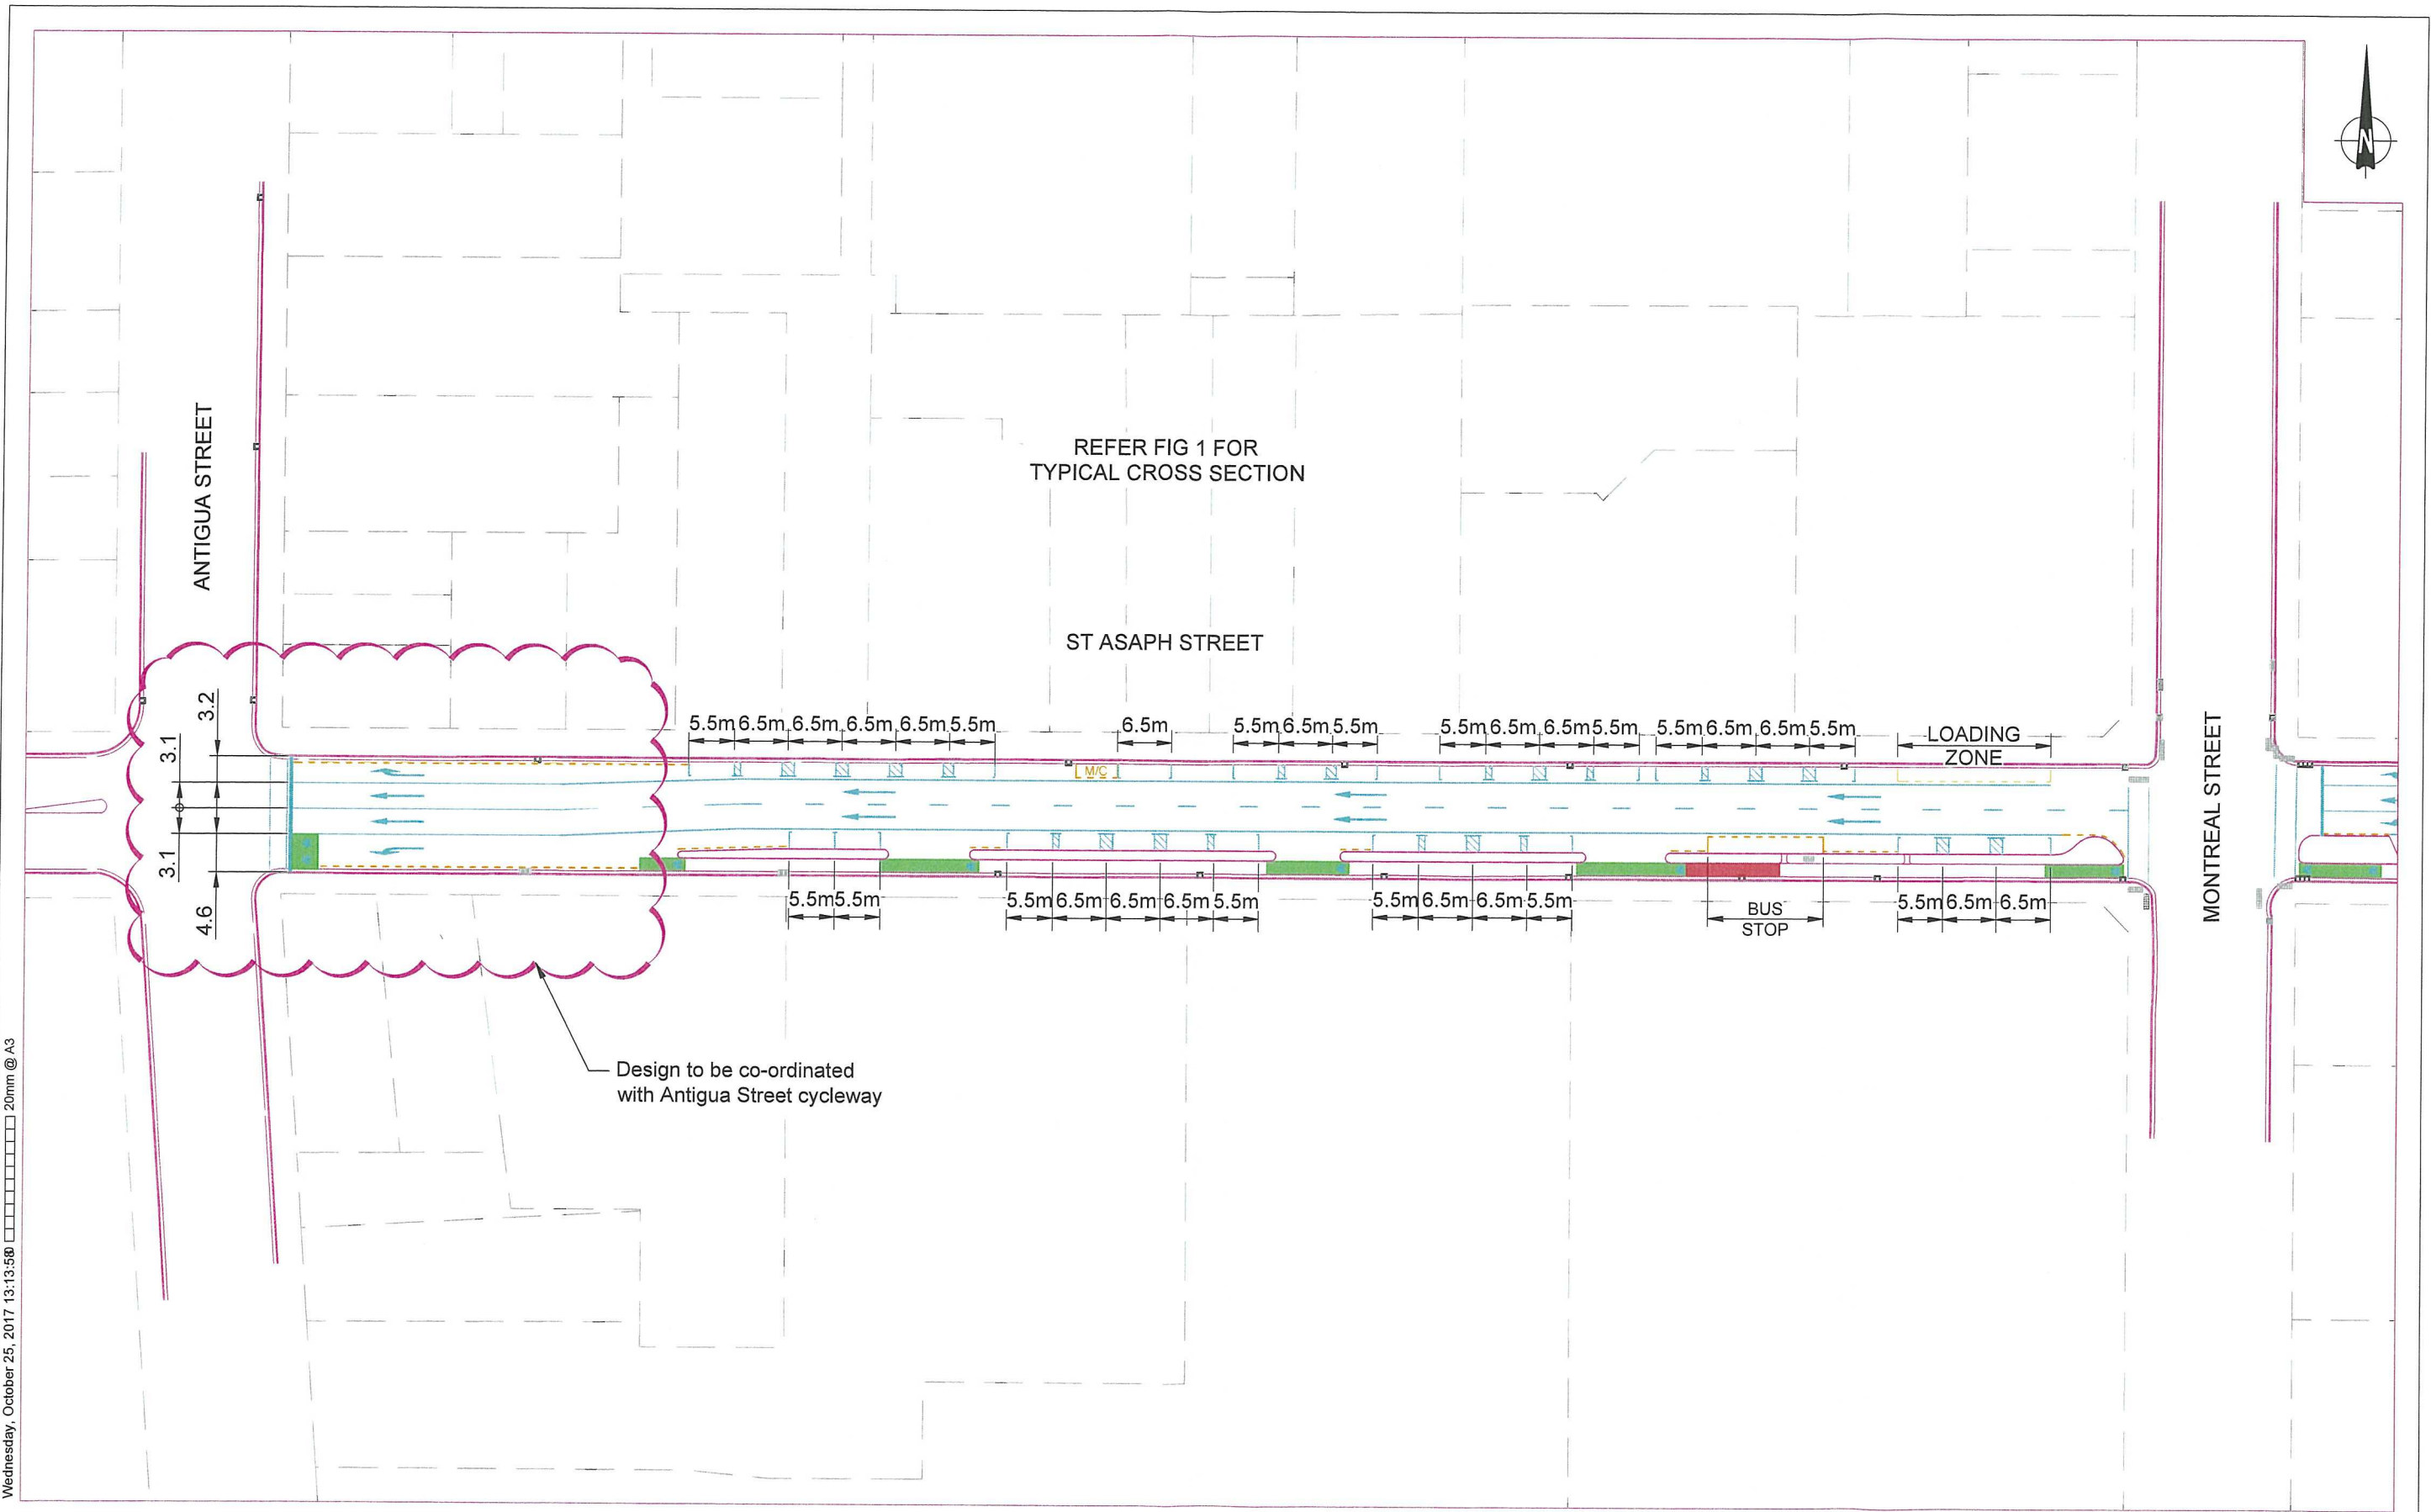 N
REFER FIG 1 FOR
TYPICAL CROSS SECTION
ANTIGUA STREET
ST ASAPH STREET
3.2
3.1
5.5m 6.5m 6.5m 6.5m 6.5m 5.5m
6.5m
5.5m 6.5m 5.5m
5.5m 6.5m 6.5m 5.5m
5.5m 6.5m 6.5m 5.5m
LOADING
ZONE
M/C
MONTREAL STREET
3.1
4.6
5.5m 5.5m
5.5m 6.5m 6.5m 6.5m 5.5m
5.5m 6.5m 6.5m 5.5m
BUS
STOP
5.5m 6.5m 6.5m
Design to be co-ordinated
with Antigua Street cycleway
Wednesday, October 25, 2017 13:13:58
0 20mm @ A3